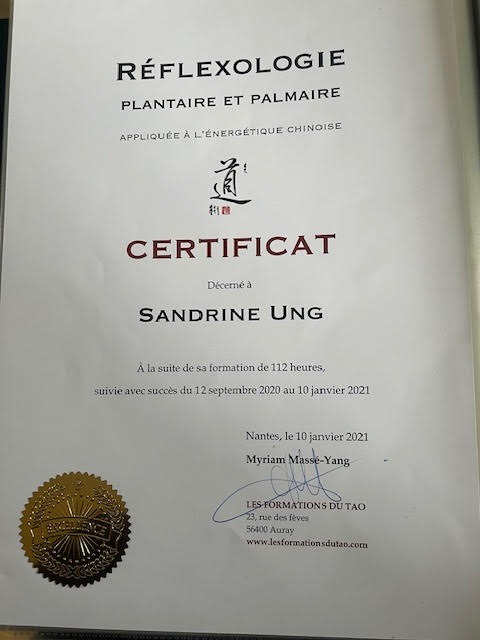 RÉFLEXOLOGIE
PLANTAIRE ET PALMAIRE
APPLIQUÉE À L'ÉNERGÉTIQUE CHINOISE
道
CERTIFICAT
Décerné à
SANDRINE UNG
À la suite de sa formation de 112 heures,
suivie avec succès du 12 septembre 2020 au 10 janvier 2021
Nantes, le 10 janvier 2021
Myriam Massé-Yang
LES FORMATIONS DU TAO
23, rue des fèves
56400 Auray
www.lesformationsdutao.com
EXCELLENCE